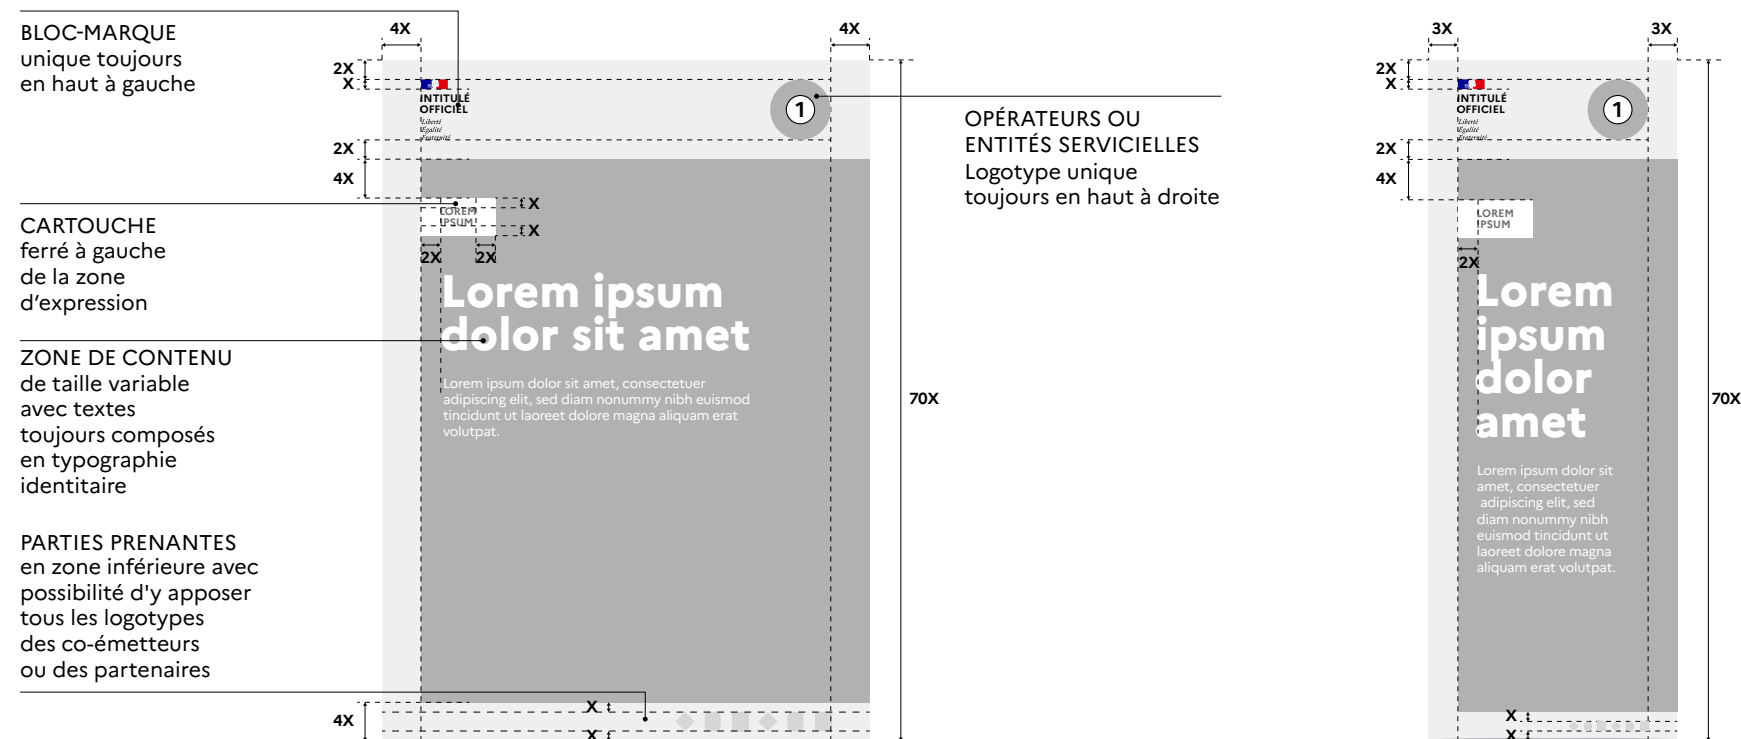 BLOC-MARQUE
unique toujours
en haut à gauche
CARTOUCHE
ferré à gauche
de la zone
d’expression
ZONE DE CONTENU
de taille variable
avec textes
toujours composés
en typographie
identitaire
PARTIES PRENANTES
en zone inférieure avec
possibilité d'y apposer
tous les logotypes
des co-émetteurs
ou des partenaires
4X
4X
2X
X
INTITULÉ
OFFICIEL
Liberté
Égalité
Fraternité
1
2X
4X
LOREM
IPSUM
X
X
2X
2X
Lorem ipsum
dolor sit amet
Lorem ipsum dolor sit amet, consectetuer
adipiscing elit, sed diam nonummy nibh euismod
tincidunt ut laoreet dolore magna aliquam erat
volutpat.
70X
X
4X
X
OPÉRATEURS OU
ENTITÉS SERVICIELLES
Logotype unique
toujours en haut à droite
3X
3X
2X
X
INTITULÉ
OFFICIEL
Liberté
Égalité
Fraternité
1
2X
4X
LOREM
IPSUM
2X
Lorem
ipsum
dolor
amet
Lorem ipsum dolor sit
amet, consectetuer
adipiscing elit, sed
diam nonummy nibh
euismod tincidunt ut
laoreet dolore magna
aliquam erat volutpat.
70X
X
X